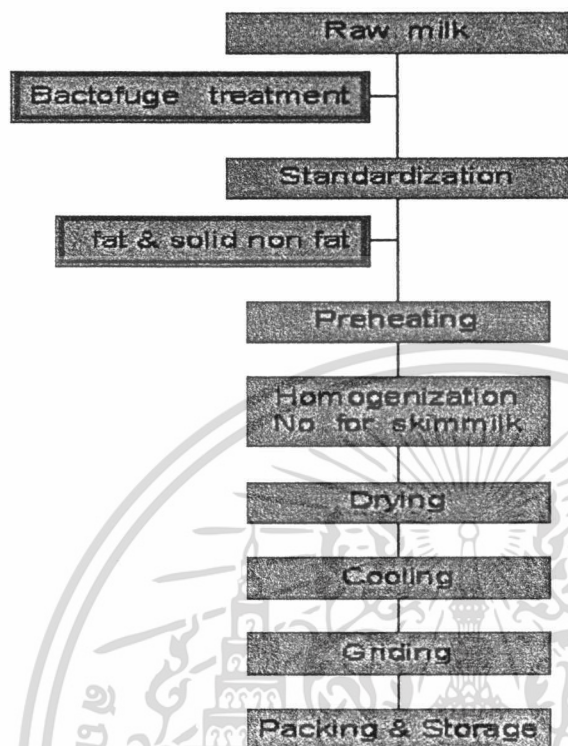 Raw milk
Bactofuge treatment
Standardization
fat & solid non fat
Preheating
Homogenization
No for skimmilk
Drying
Cooling
Griding
Packing & Storage